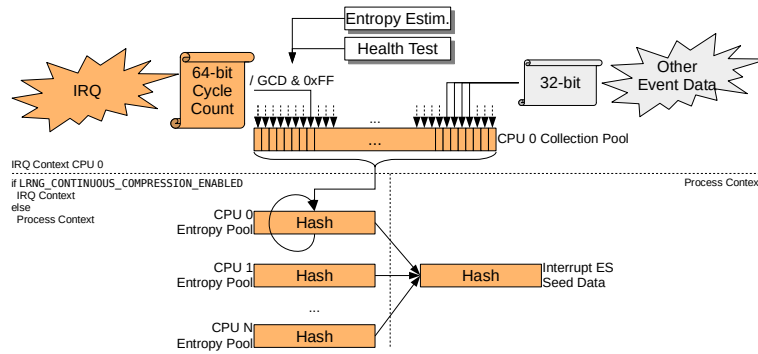 Entropy Estim.
Health Test
IRQ
64-bit
Cycle
Count
/ GCD & 0xFF
32-bit
Other
Event Data
...
...
CPU 0 Collection Pool
IRQ Context CPU 0
if LRNG_CONTINUOUS_COMPRESSION_ENABLED
IRQ Context
else
Process Context
Process Context
CPU 0
Entropy Pool
Hash
CPU 1
Entropy Pool
Hash
Hash
Interrupt ES
Seed Data
...
CPU N
Entropy Pool
Hash